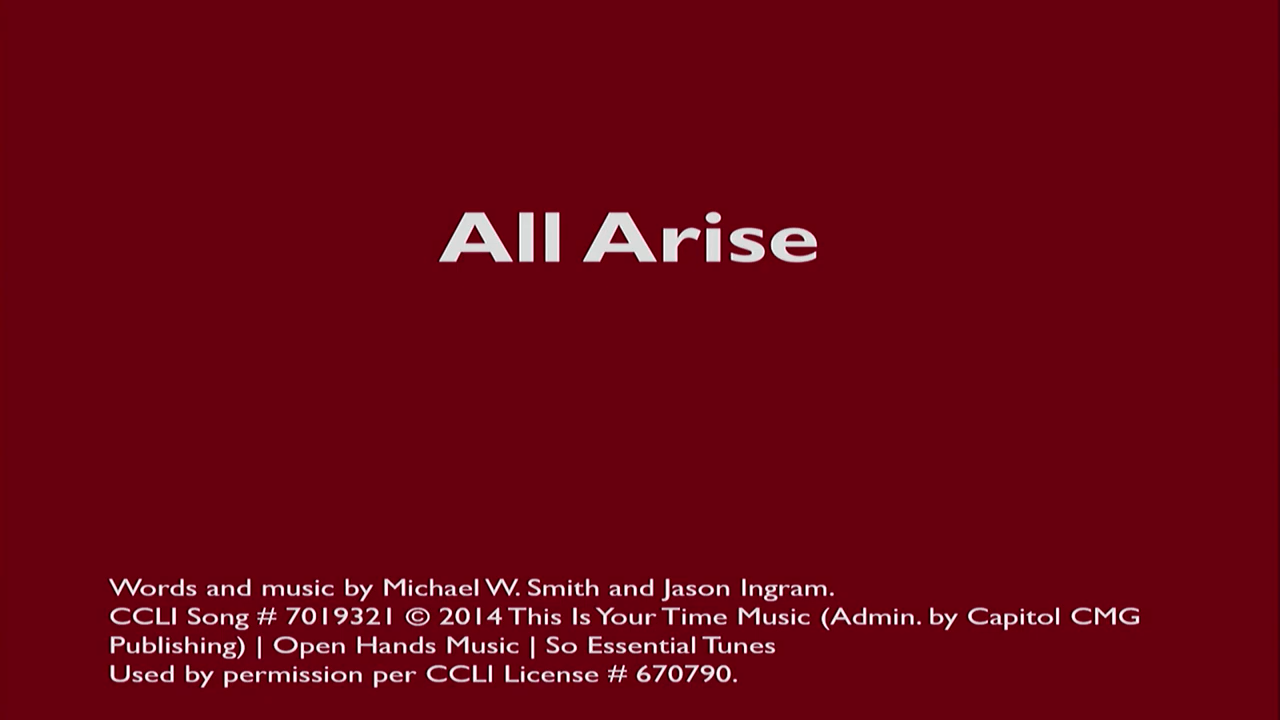 All Arise
Words and music by Michael W. Smith and Jason Ingram.
CCLI Song # 7019321 © 2014 This Is Your Time Music (Admin. by Capitol CMG
Publishing) | Open Hands Music | So Essential Tunes
Used by permission per CCLI License # 670790.